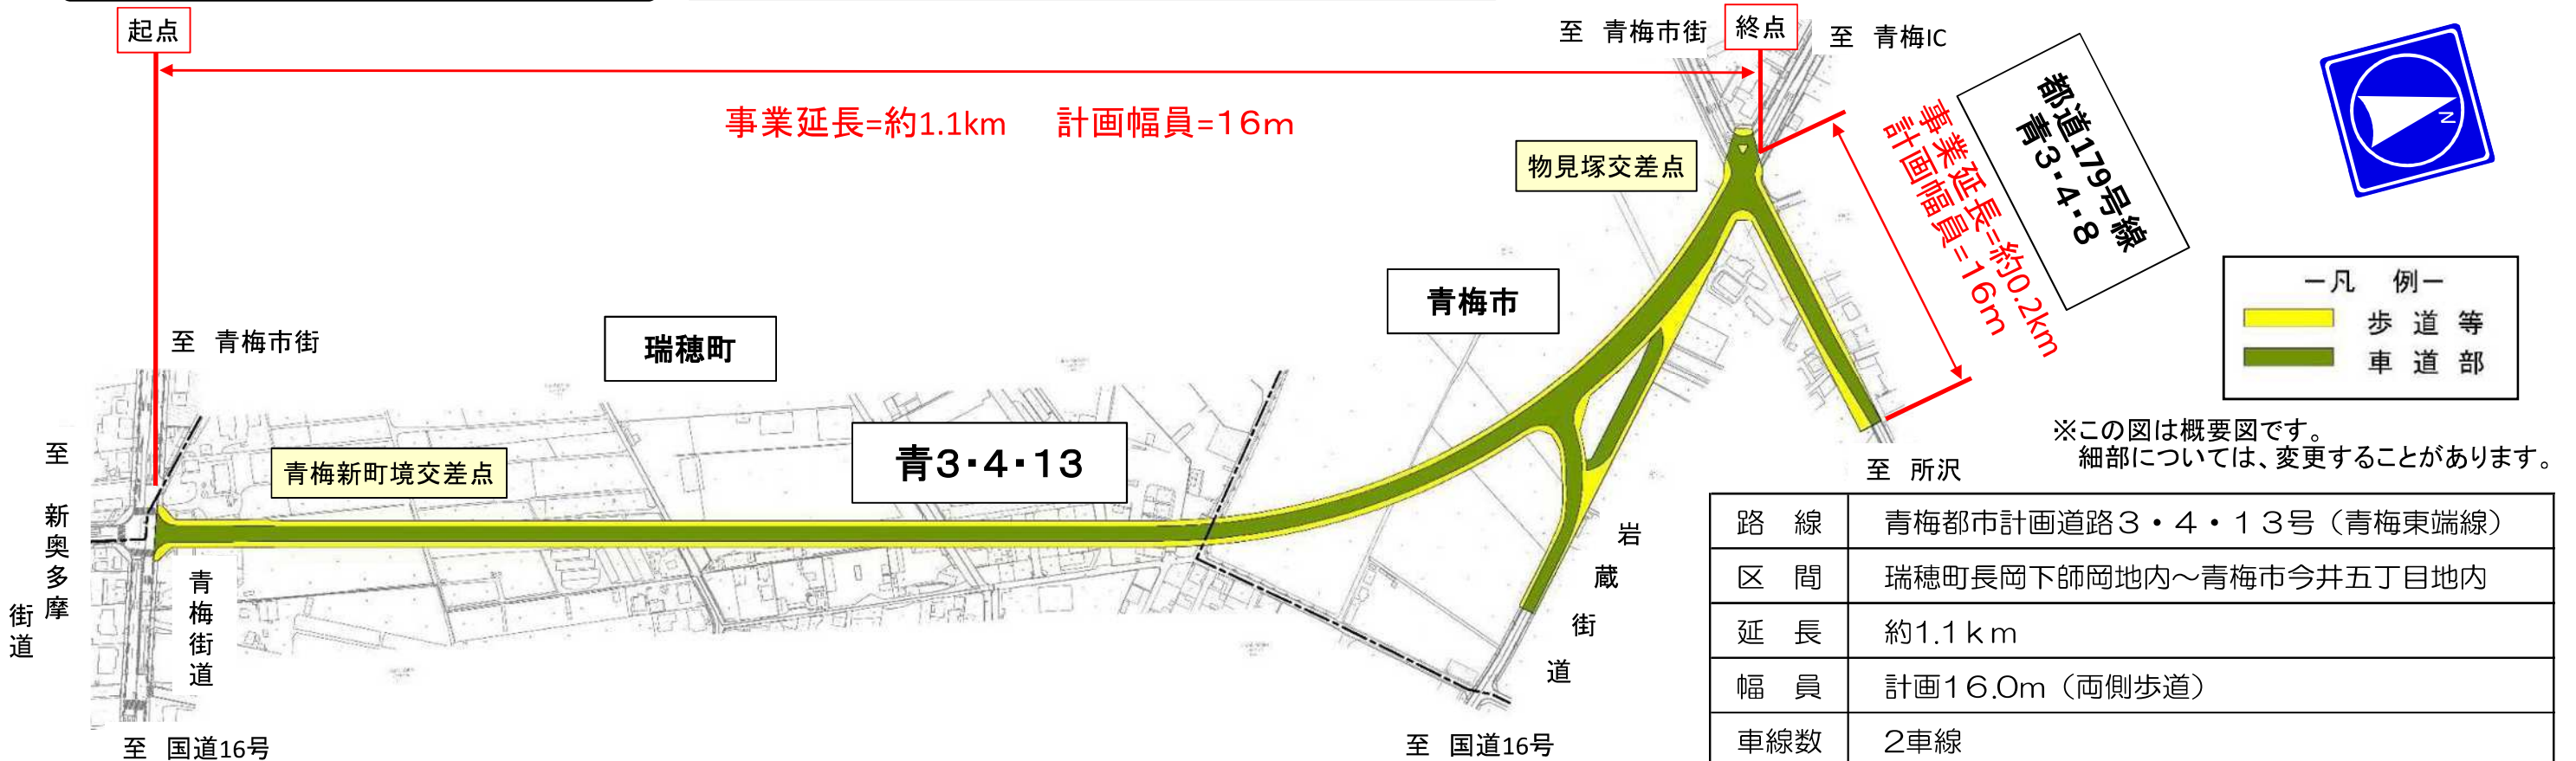 起点
至 青梅市街
終点
至 青梅IC
事業延長=約1.1km 計画幅員=16m
物見塚交差点
事業延長=約0.2km
計画幅員=16m
都道179号線
青3・4・8
N
－凡 例－
歩 道 等
車 道 部
※この図は概要図です。
細部については、変更することがあります。
至 青梅市街
瑞穂町
青梅市
青梅新町境交差点
青3・4・13
至 新奥多摩
街道
青梅街道
至 国道16号
岩蔵街道
至 国道16号
至 所沢
路 線 青梅都市計画道路3・4・13号（青梅東端線）
区 間 瑞穂町長岡下師岡地内～青梅市今井五丁目地内
延 長 約1.1km
幅 員 計画16.0m（両側歩道）
車線数 2車線